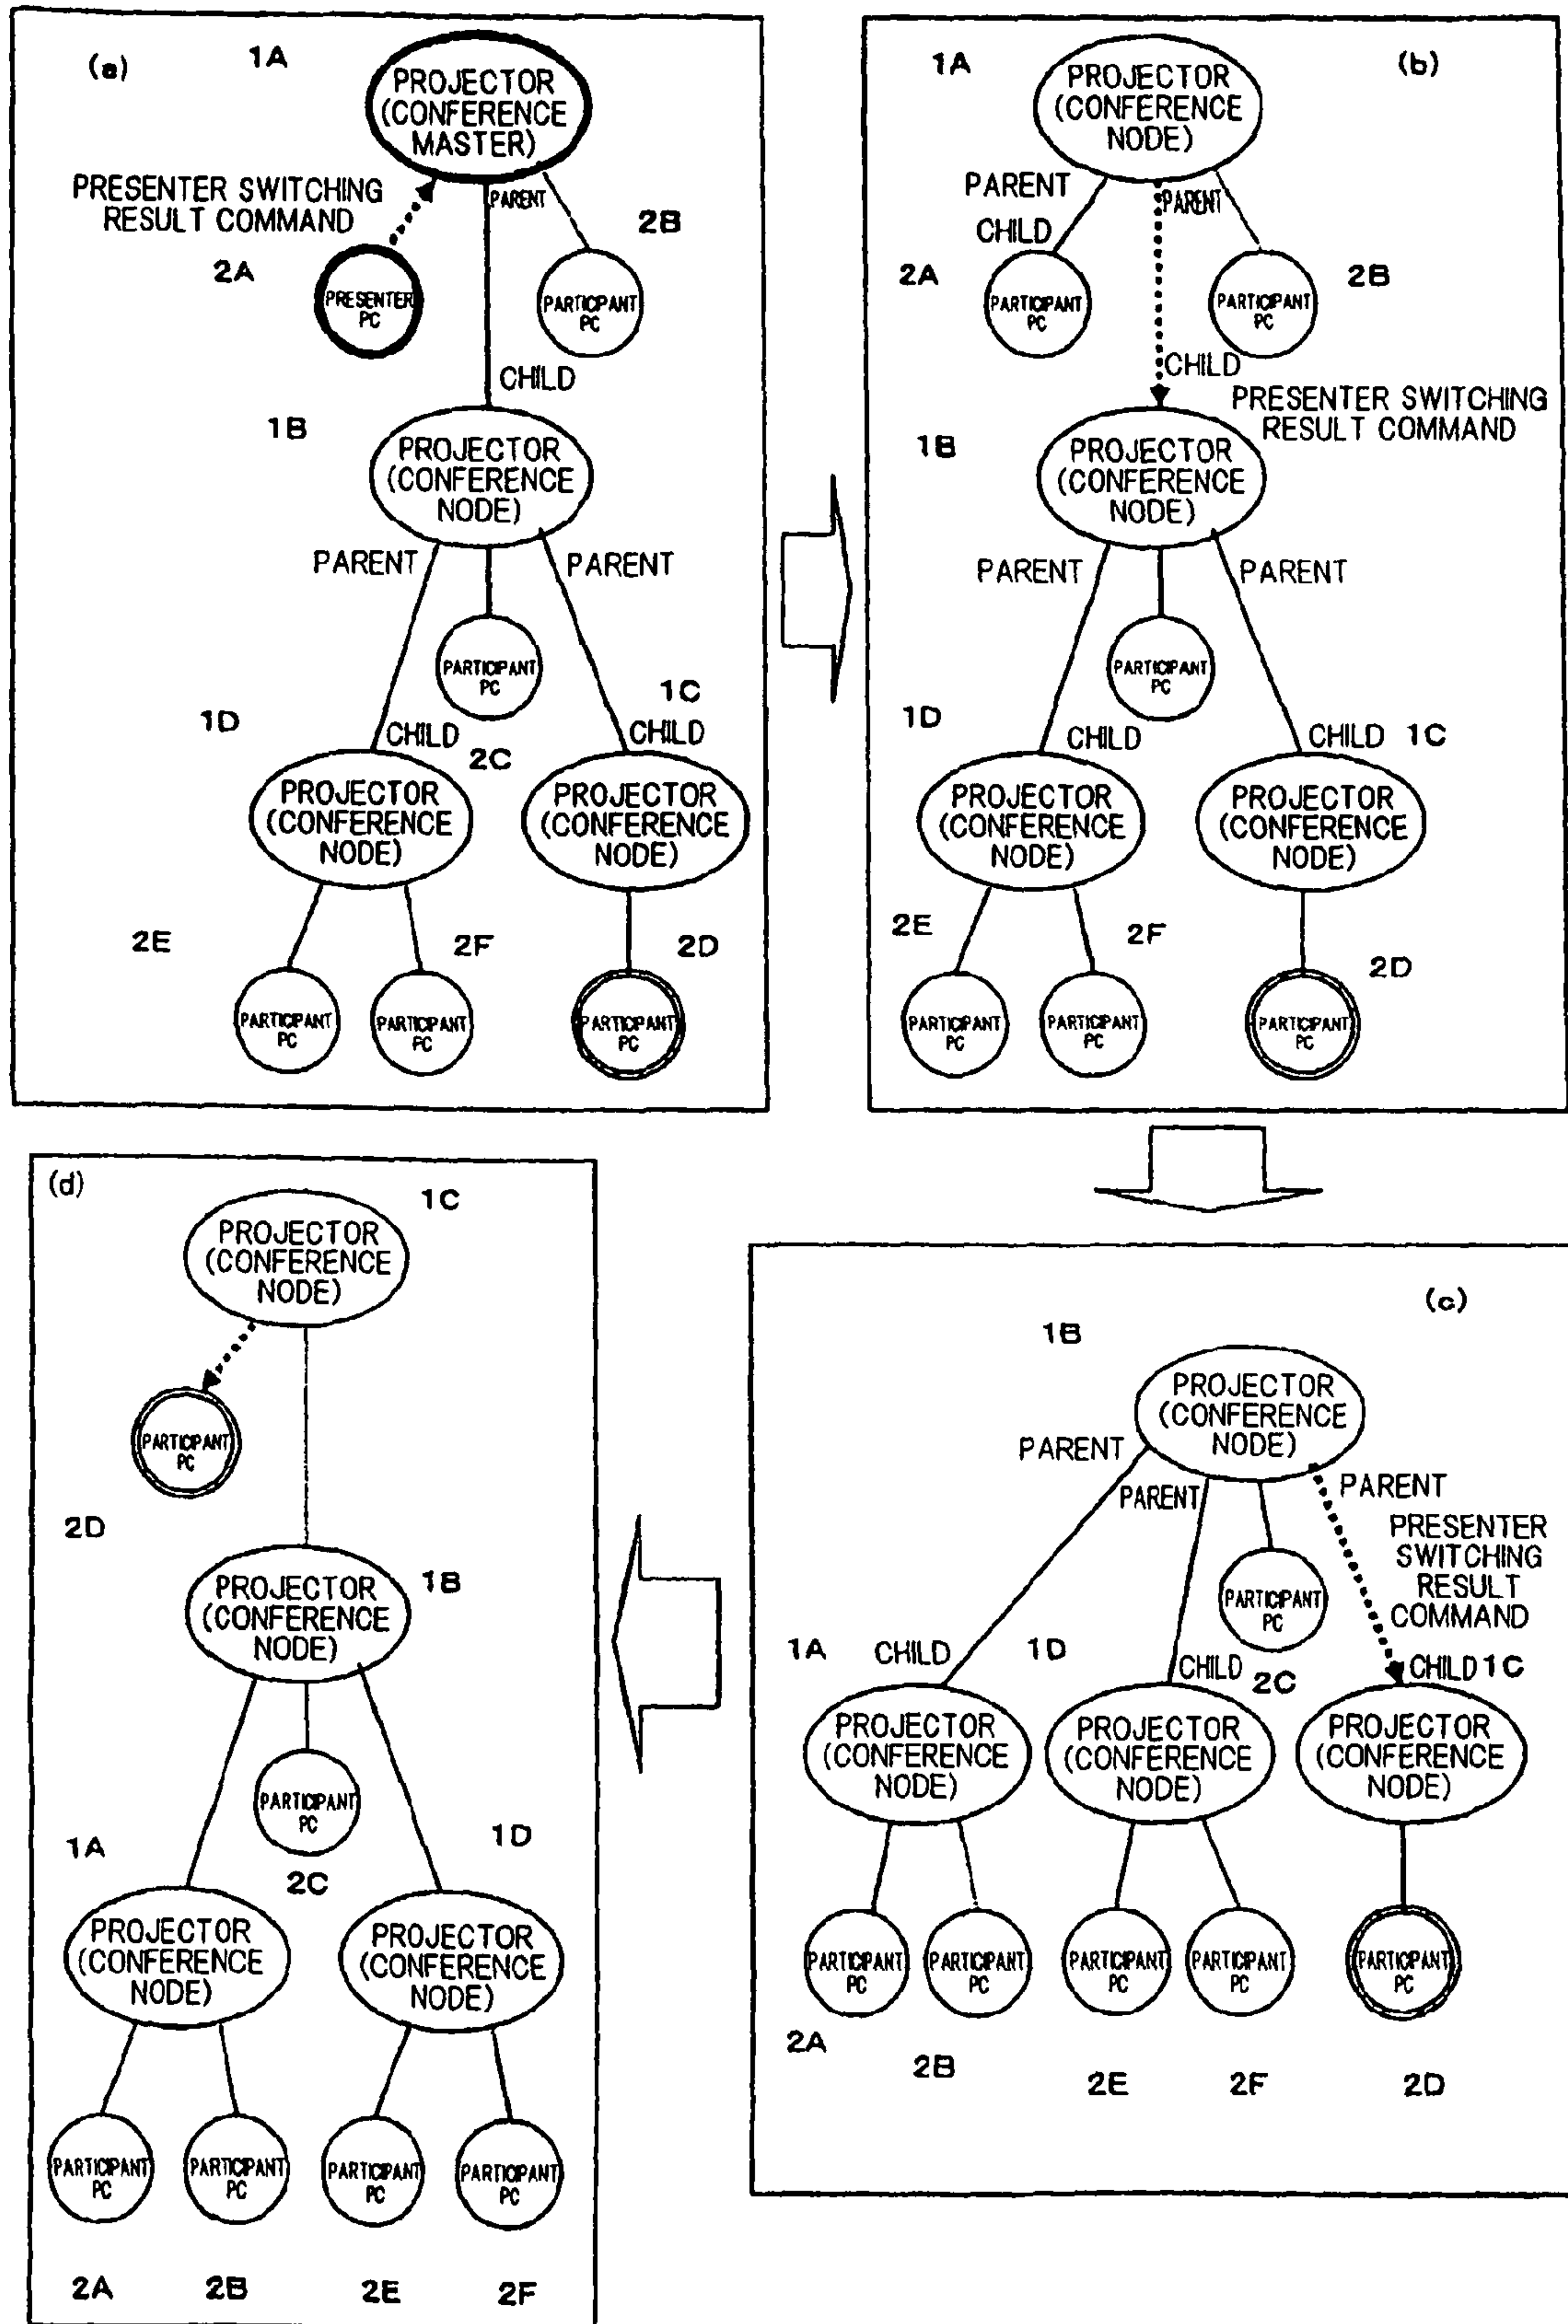 (a)
1A
PROJECTOR
(CONFERENCE
MASTER)
PRESENTER SWITCHING
RESULT COMMAND
PARENT
2B
2A
PRESENTER
PC
PARTICIPANT
PC
CHILD
1B
PROJECTOR
(CONFERENCE
NODE)
PARENT
PARENT
PARTICIPANT
PC
1C
1D
CHILD
CHILD
2C
PROJECTOR
(CONFERENCE
NODE)
PROJECTOR
(CONFERENCE
NODE)
2E
2F
2D
PARTICIPANT
PC
PARTICIPANT
PC
PARTICIPANT
PC
(b)
1A
PROJECTOR
(CONFERENCE
NODE)
PARENT
PARENT
CHILD
2A
2B
PARTICIPANT
PC
PARTICIPANT
PC
CHILD
PRESENTER SWITCHING
RESULT COMMAND
1B
PROJECTOR
(CONFERENCE
NODE)
PARENT
PARENT
PARTICIPANT
PC
1D
CHILD
CHILD
1C
PROJECTOR
(CONFERENCE
NODE)
PROJECTOR
(CONFERENCE
NODE)
2E
2F
2D
PARTICIPANT
PC
PARTICIPANT
PC
PARTICIPANT
PC
(c)
1B
PROJECTOR
(CONFERENCE
NODE)
PARENT
PARENT
PARENT
PRESENTER
SWITCHING
RESULT
COMMAND
PARTICIPANT
PC
1A
CHILD
1D
CHILD
2C
CHILD
1C
PROJECTOR
(CONFERENCE
NODE)
PROJECTOR
(CONFERENCE
NODE)
PROJECTOR
(CONFERENCE
NODE)
PARTICIPANT
PC
PARTICIPANT
PC
PARTICIPANT
PC
PARTICIPANT
PC
PARTICIPANT
PC
2A
2B
2E
2F
2D
(d)
1C
PROJECTOR
(CONFERENCE
NODE)
PARTICIPANT
PC
2D
PROJECTOR
(CONFERENCE
NODE)
1B
PARTICIPANT
PC
1A
1D
2C
PROJECTOR
(CONFERENCE
NODE)
PROJECTOR
(CONFERENCE
NODE)
PARTICIPANT
PC
PARTICIPANT
PC
PARTICIPANT
PC
PARTICIPANT
PC
2A
2B
2E
2F